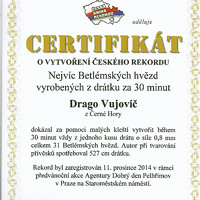 uděluje
CERTIFIKÁT
O VYTVOŘENÍ ČESKÉHO REKORDU
Nejvíc Betlémských hvězd
vyrobených z drátku za 30 minut
Drago Vujovič
z Černé Hory
dokázal za pomoci malých kleští vytvořit během
30 minut vždy z jednoho kusu drátu o síle 0,8 mm
celkem 31 Betlémských hvězd. Autor při tvarování
přívěsků spotřeboval 527 cm drátku.
Rekord byl zaregistrován 11. prosince 2014 v rámci
předvánoční akce Agentury Dobrý den Pelhřimov
v Praze na Staroměstském náměstí.